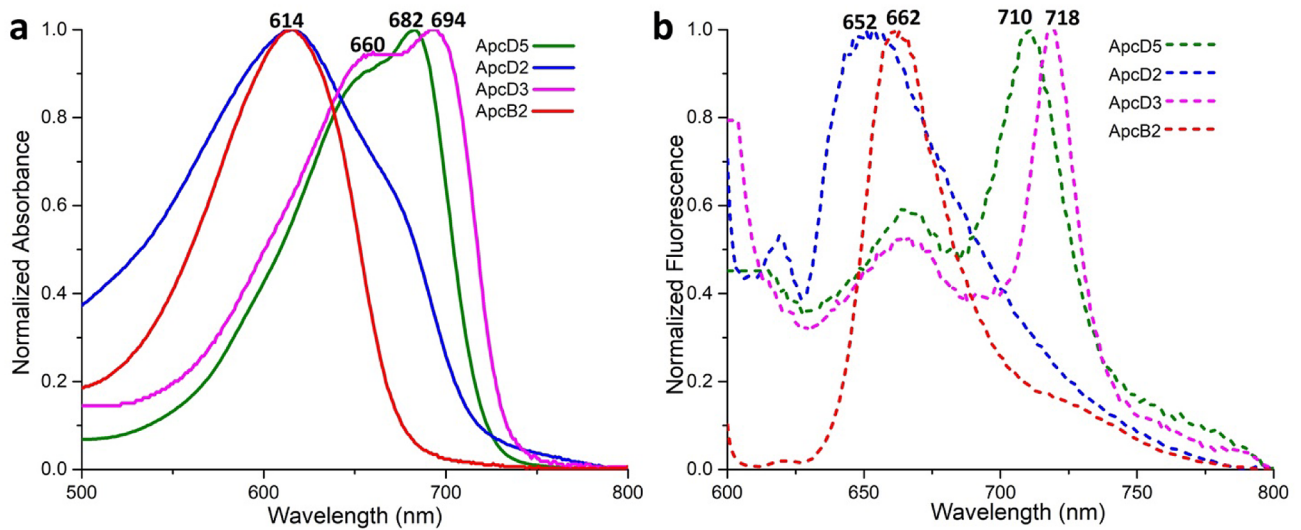 a
614
660
682
694
ApcD5
ApcD2
ApcD3
ApcB2
Normalized Absorbance
1.0
0.8
0.6
0.4
0.2
0.0
500
600
700
800
Wavelength (nm)
b
652
662
710
718
ApcD5
ApcD2
ApcD3
ApcB2
Normalized Fluorescence
1.0
0.8
0.6
0.4
0.2
0.0
600
650
700
750
800
Wavelength (nm)